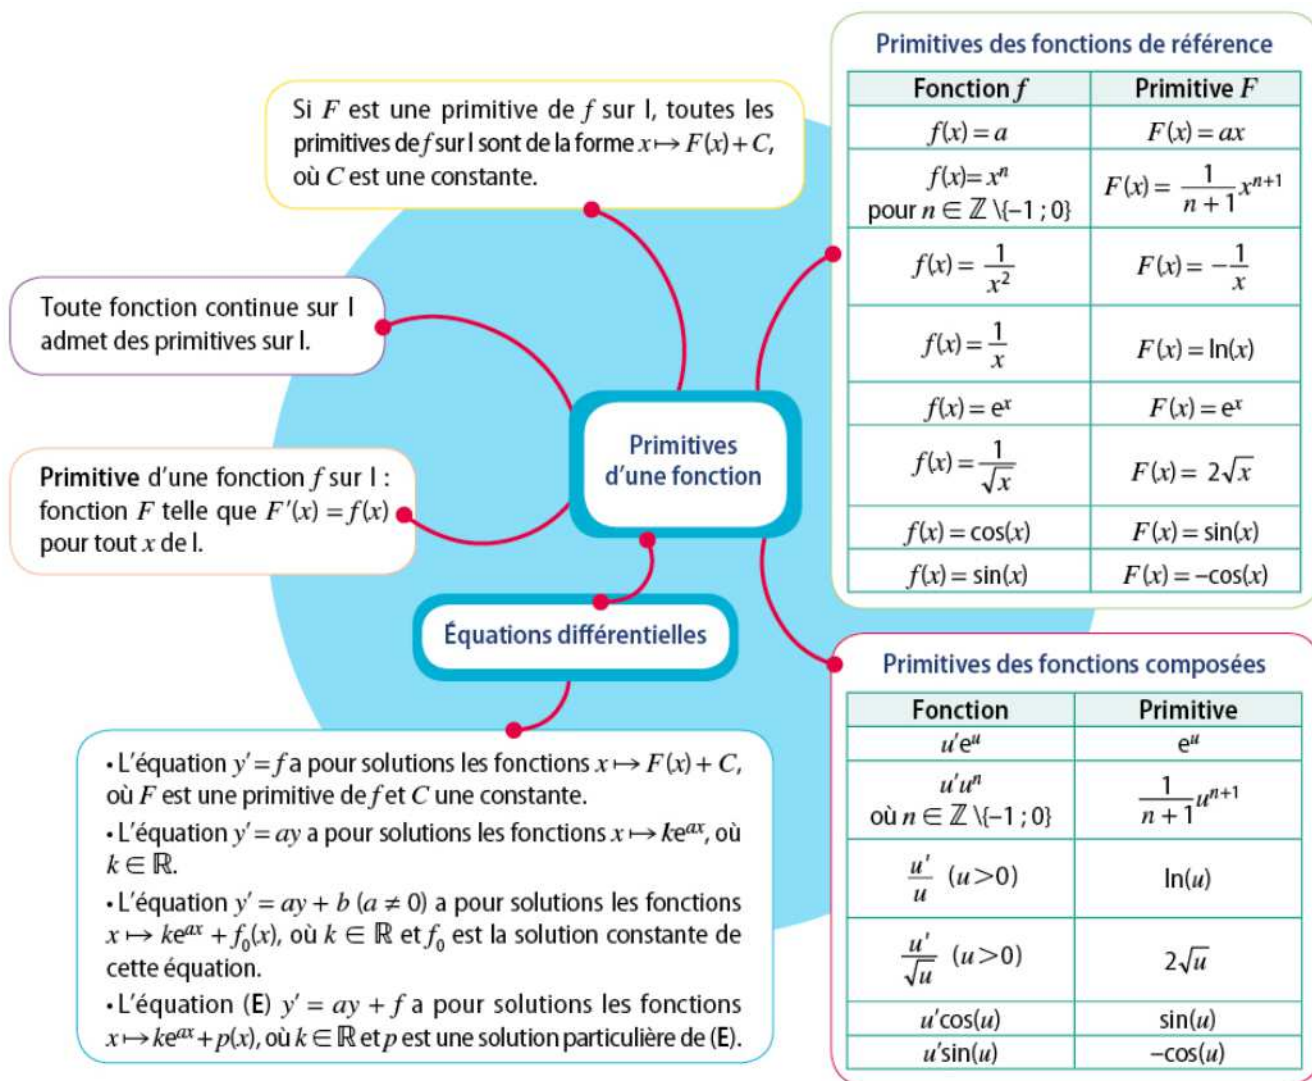 Si F est une primitive de f sur I, toutes les
primitives de f sur I sont de la forme x ↦ F(x) + C,
où C est une constante.
Toute fonction continue sur I
admet des primitives sur I.
Primitive d'une fonction f sur I :
fonction F telle que F'(x) = f(x)
pour tout x de I.
Primitives
d'une fonction
Équations différentielles
• L'équation y' = f a pour solutions les fonctions x ↦ F(x) + C,
où F est une primitive de f et C une constante.
• L'équation y' = ay a pour solutions les fonctions x ↦ ke^{ax}, où
k ∈ ℝ.
• L'équation y' = ay + b (a ≠ 0) a pour solutions les fonctions
x ↦ ke^{ax} + f₀(x), où k ∈ ℝ et f₀ est la solution constante de
cette équation.
• L'équation (E) y' = ay + f a pour solutions les fonctions
x ↦ ke^{ax} + p(x), où k ∈ ℝ et p est une solution particulière de (E).
Primitives des fonctions de référence
Fonction f Primitive F
f(x) = a F(x) = ax
f(x) = x^n pour n ∈ ℤ \{–1 ; 0} F(x) = 1/(n + 1) x^{n+1}
f(x) = 1/x² F(x) = –1/x
f(x) = 1/x F(x) = ln(x)
f(x) = e^x F(x) = e^x
f(x) = 1/√x F(x) = 2√x
f(x) = cos(x) F(x) = sin(x)
f(x) = sin(x) F(x) = –cos(x)
Primitives des fonctions composées
Fonction Primitive
u'e^u e^u
u'u^n où n ∈ ℤ \{–1 ; 0} 1/(n + 1) u^{n+1}
u'/u (u > 0) ln(u)
u'/√u (u > 0) 2√u
u'cos(u) sin(u)
u'sin(u) –cos(u)